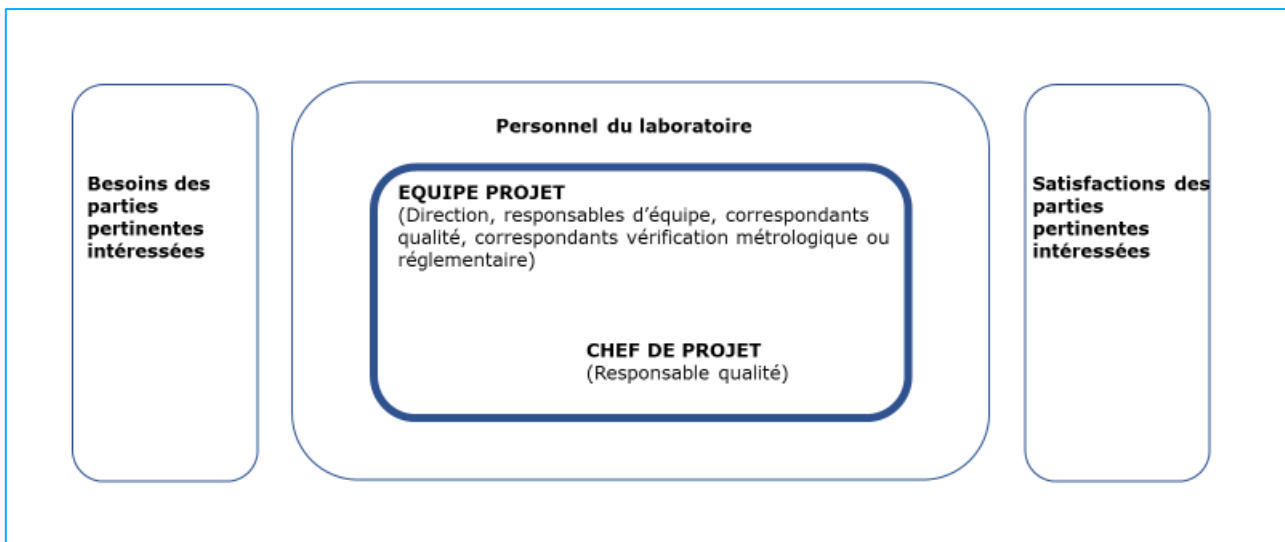 Besoins des
parties
pertinentes
intéressées
Personnel du laboratoire
EQUIPE PROJET
(Direction, responsables d’équipe, correspondants
qualité, correspondants vérification métrologique ou
réglementaire)
CHEF DE PROJET
(Responsable qualité)
Satisfactions des
parties
pertinentes
intéressées